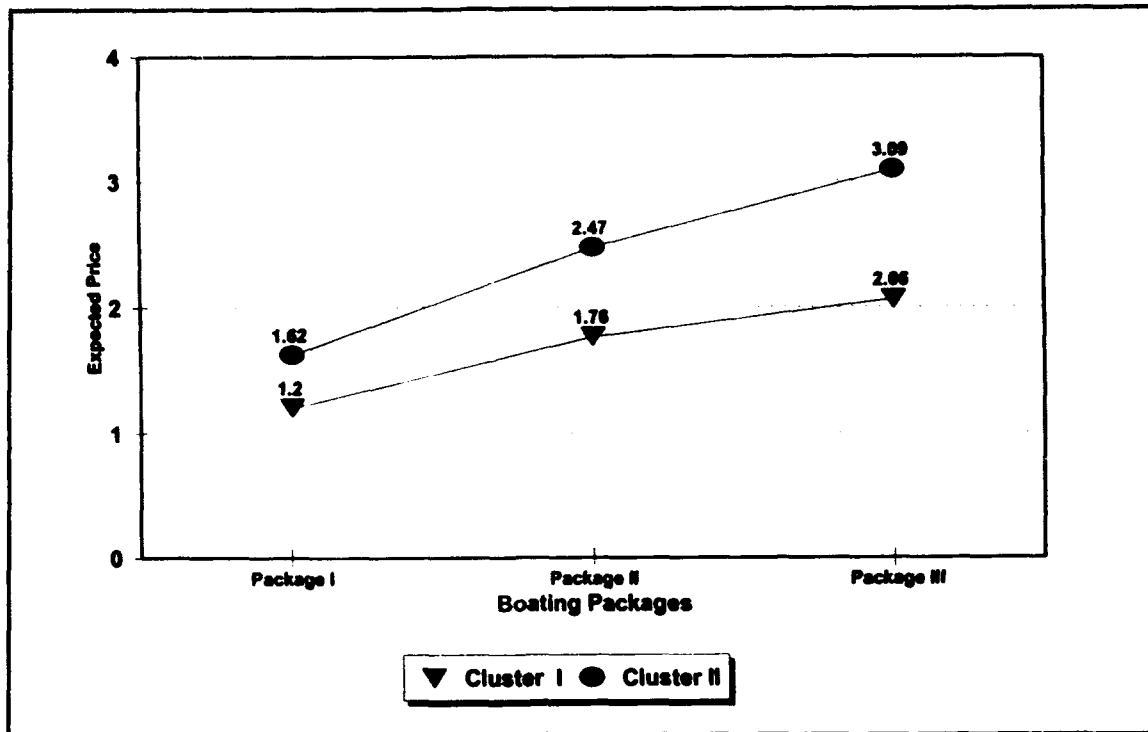 4
3.09
3
2.47
2.06
2
1.76
1.62
1.2
1
0
Expected Price
Package I Package II Package III
Boating Packages
Cluster I Cluster II